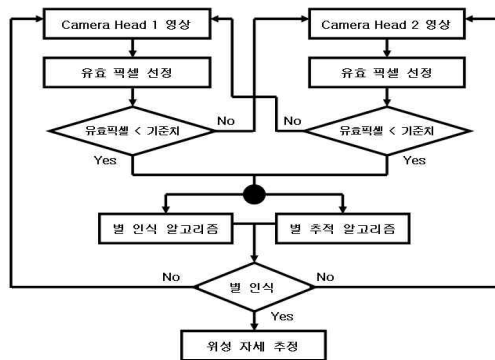 Camera Head 1 영상
Camera Head 2 영상
유효 픽셀 선정
유효 픽셀 선정
유효픽셀 < 기준치
No
No
유효픽셀 < 기준치
Yes
Yes
별 인식 알고리즘
별 추적 알고리즘
No
별 인식
No
Yes
위성 자세 추정